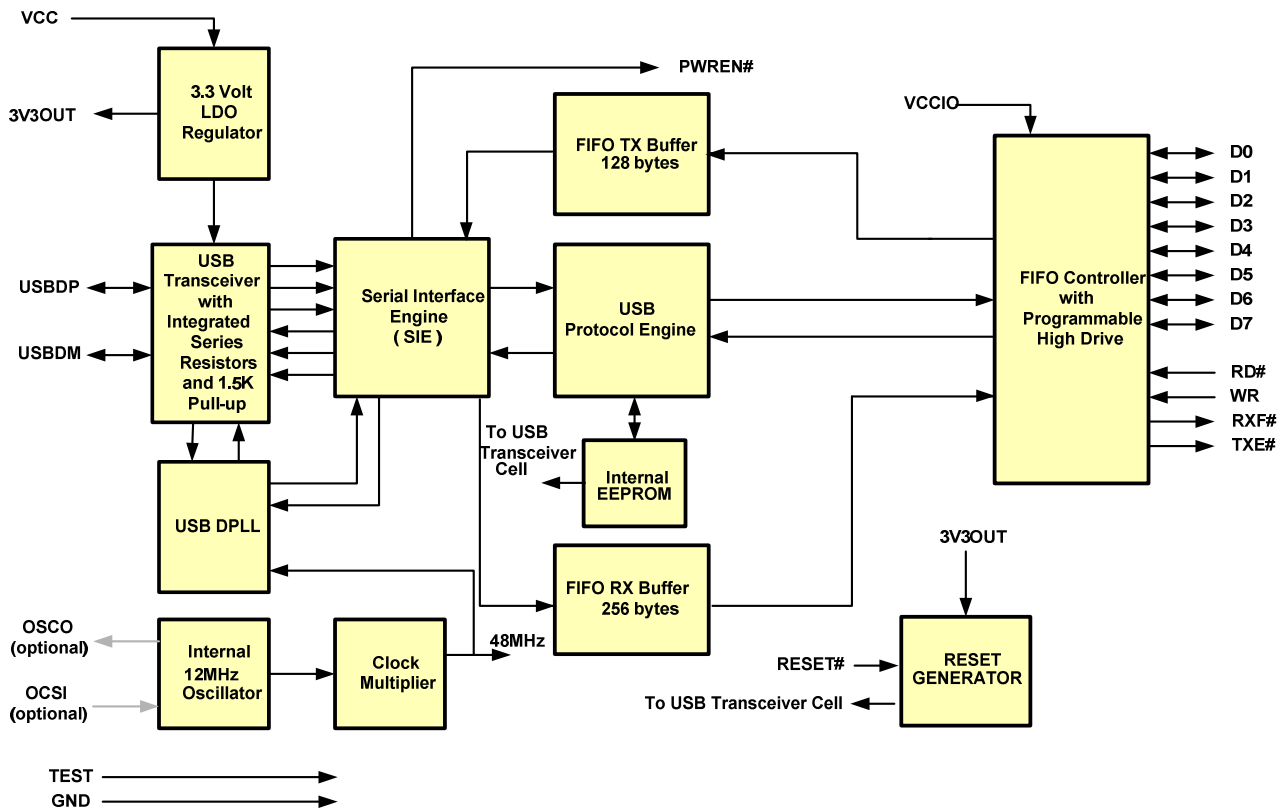 VCC
3.3 Volt
LDO
Regulator
3V3OUT
PWREN#
FIFO TX Buffer
128 bytes
VCCIO
FIFO Controller
with
Programmable
High Drive
D0
D1
D2
D3
D4
D5
D6
D7
RD#
WR
RXF#
TXE#
USBDP
USBDM
USB
Transceiver
with
Integrated
Series
Resistors
and 1.5K
Pull-up
Serial Interface
Engine
( SIE )
USB
Protocol Engine
To USB
Transceiver
Cell
Internal
EEPROM
USB DPLL
FIFO RX Buffer
256 bytes
3V3OUT
OSCO
(optional)
OCSI
(optional)
Internal
12MHz
Oscillator
Clock
Multiplier
48MHz
RESET#
RESET
GENERATOR
To USB Transceiver Cell
TEST
GND